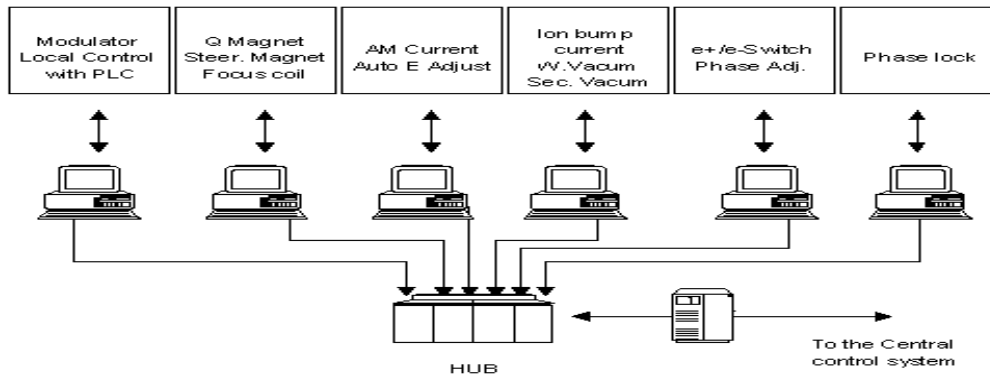 Modulator
Local Control
with PLC
Q Magnet
Steer. Magnet
Focus coil
AM Current
Auto E Adjust
Ion bump
current
W.Vacum
Sec. Vacum
e+/e-Switch
Phase Adj.
Phase lock
HUB
To the Central
control system